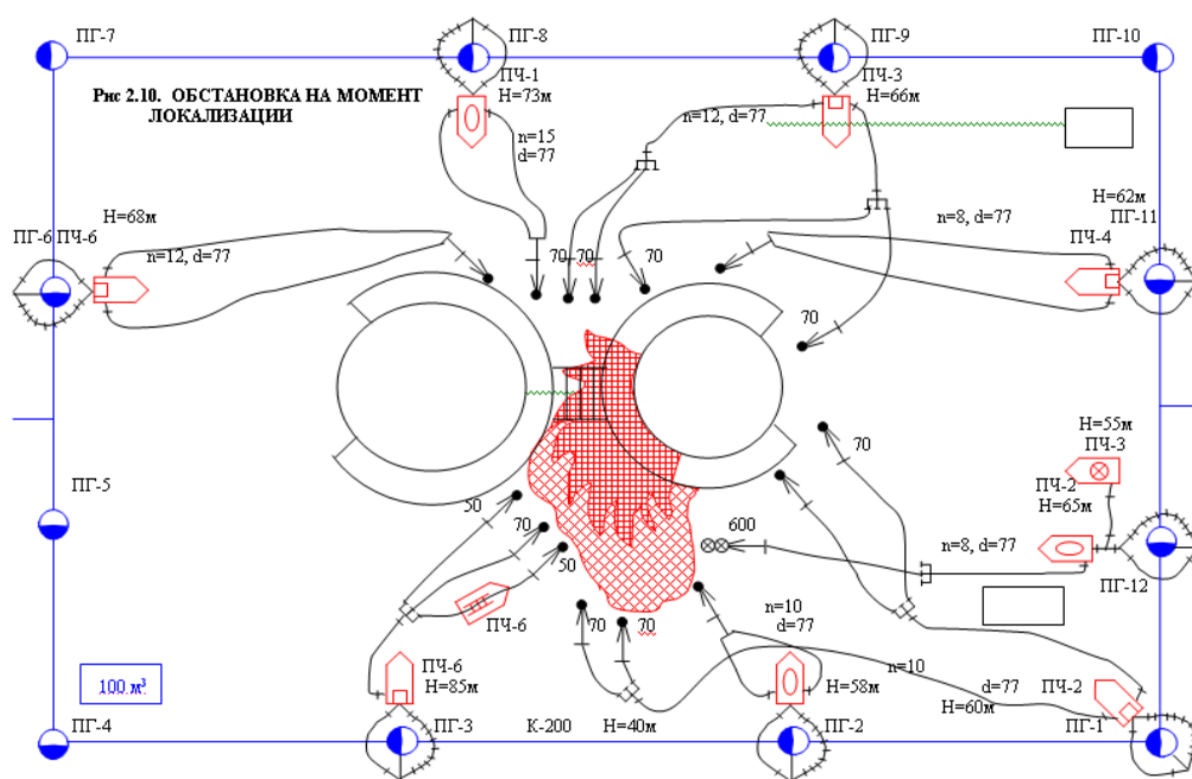 ПГ-7
ПГ-8
ПГ-9
ПГ-10
Рис 2.10. ОБСТАНОВКА НА МОМЕНТ
ЛОКАЛИЗАЦИИ
ПЧ-1
Н=73м
ПЧ-3
Н=66м
n=15
d=77
n=12, d=77
Н=68м
ПГ-6
ПЧ-6
n=12, d=77
Н=62м
ПГ-11
ПЧ-4
n=8, d=77
70
70
70
70
ПГ-5
50
70
50
70
600
Н=55м
ПЧ-3
ПЧ-2
Н=65м
n=8, d=77
ПГ-12
ПЧ-6
70
70
n=10
d=77
100 м³
ПЧ-6
Н=85м
Н=58м
n=10
d=77
ПЧ-2
Н=60м
ПГ-4
ПГ-3
К-200
Н=40м
ПГ-2
ПГ-1